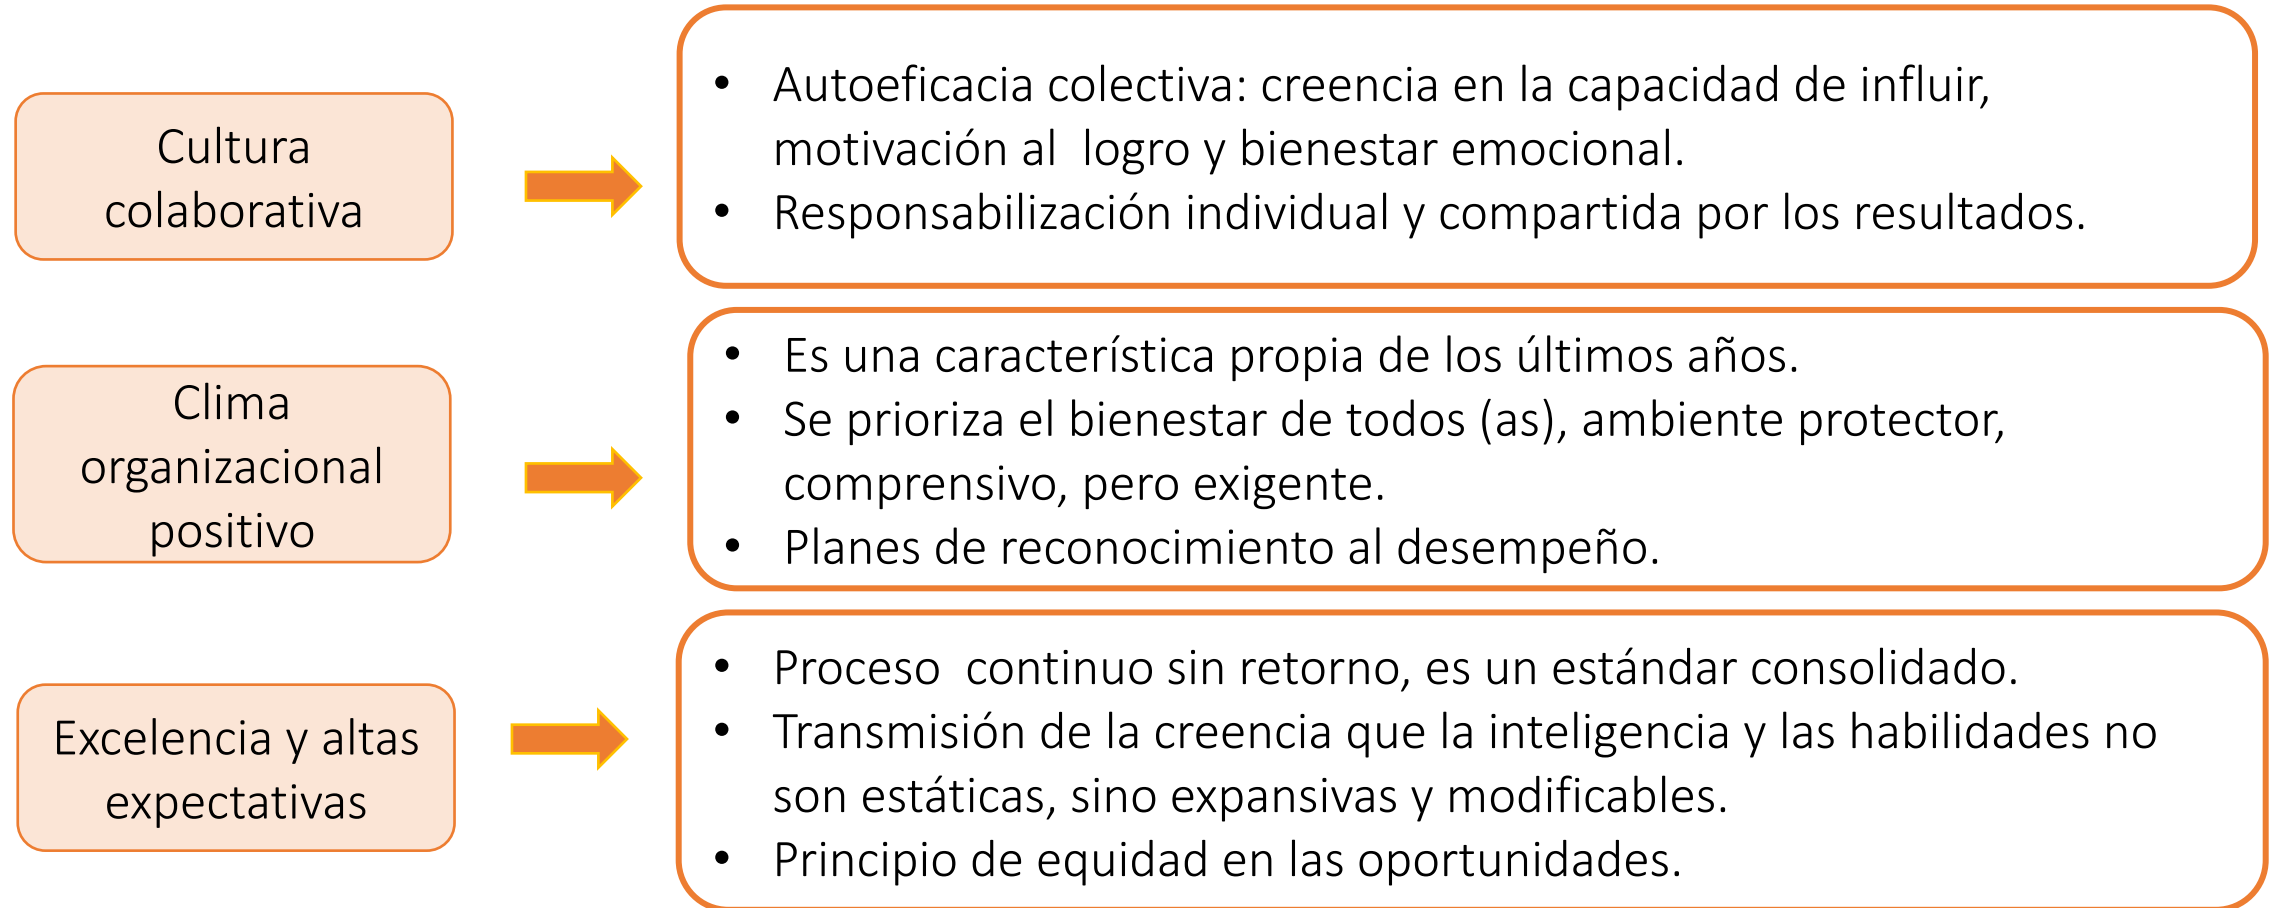 Cultura
colaborativa
• Autoeficacia colectiva: creencia en la capacidad de influir,
motivación al logro y bienestar emocional.
• Responsabilización individual y compartida por los resultados.
Clima
organizacional
positivo
• Es una característica propia de los últimos años.
• Se prioriza el bienestar de todos (as), ambiente protector,
comprensivo, pero exigente.
• Planes de reconocimiento al desempeño.
Excelencia y altas
expectativas
• Proceso continuo sin retorno, es un estándar consolidado.
• Transmisión de la creencia que la inteligencia y las habilidades no
son estáticas, sino expansivas y modificables.
• Principio de equidad en las oportunidades.